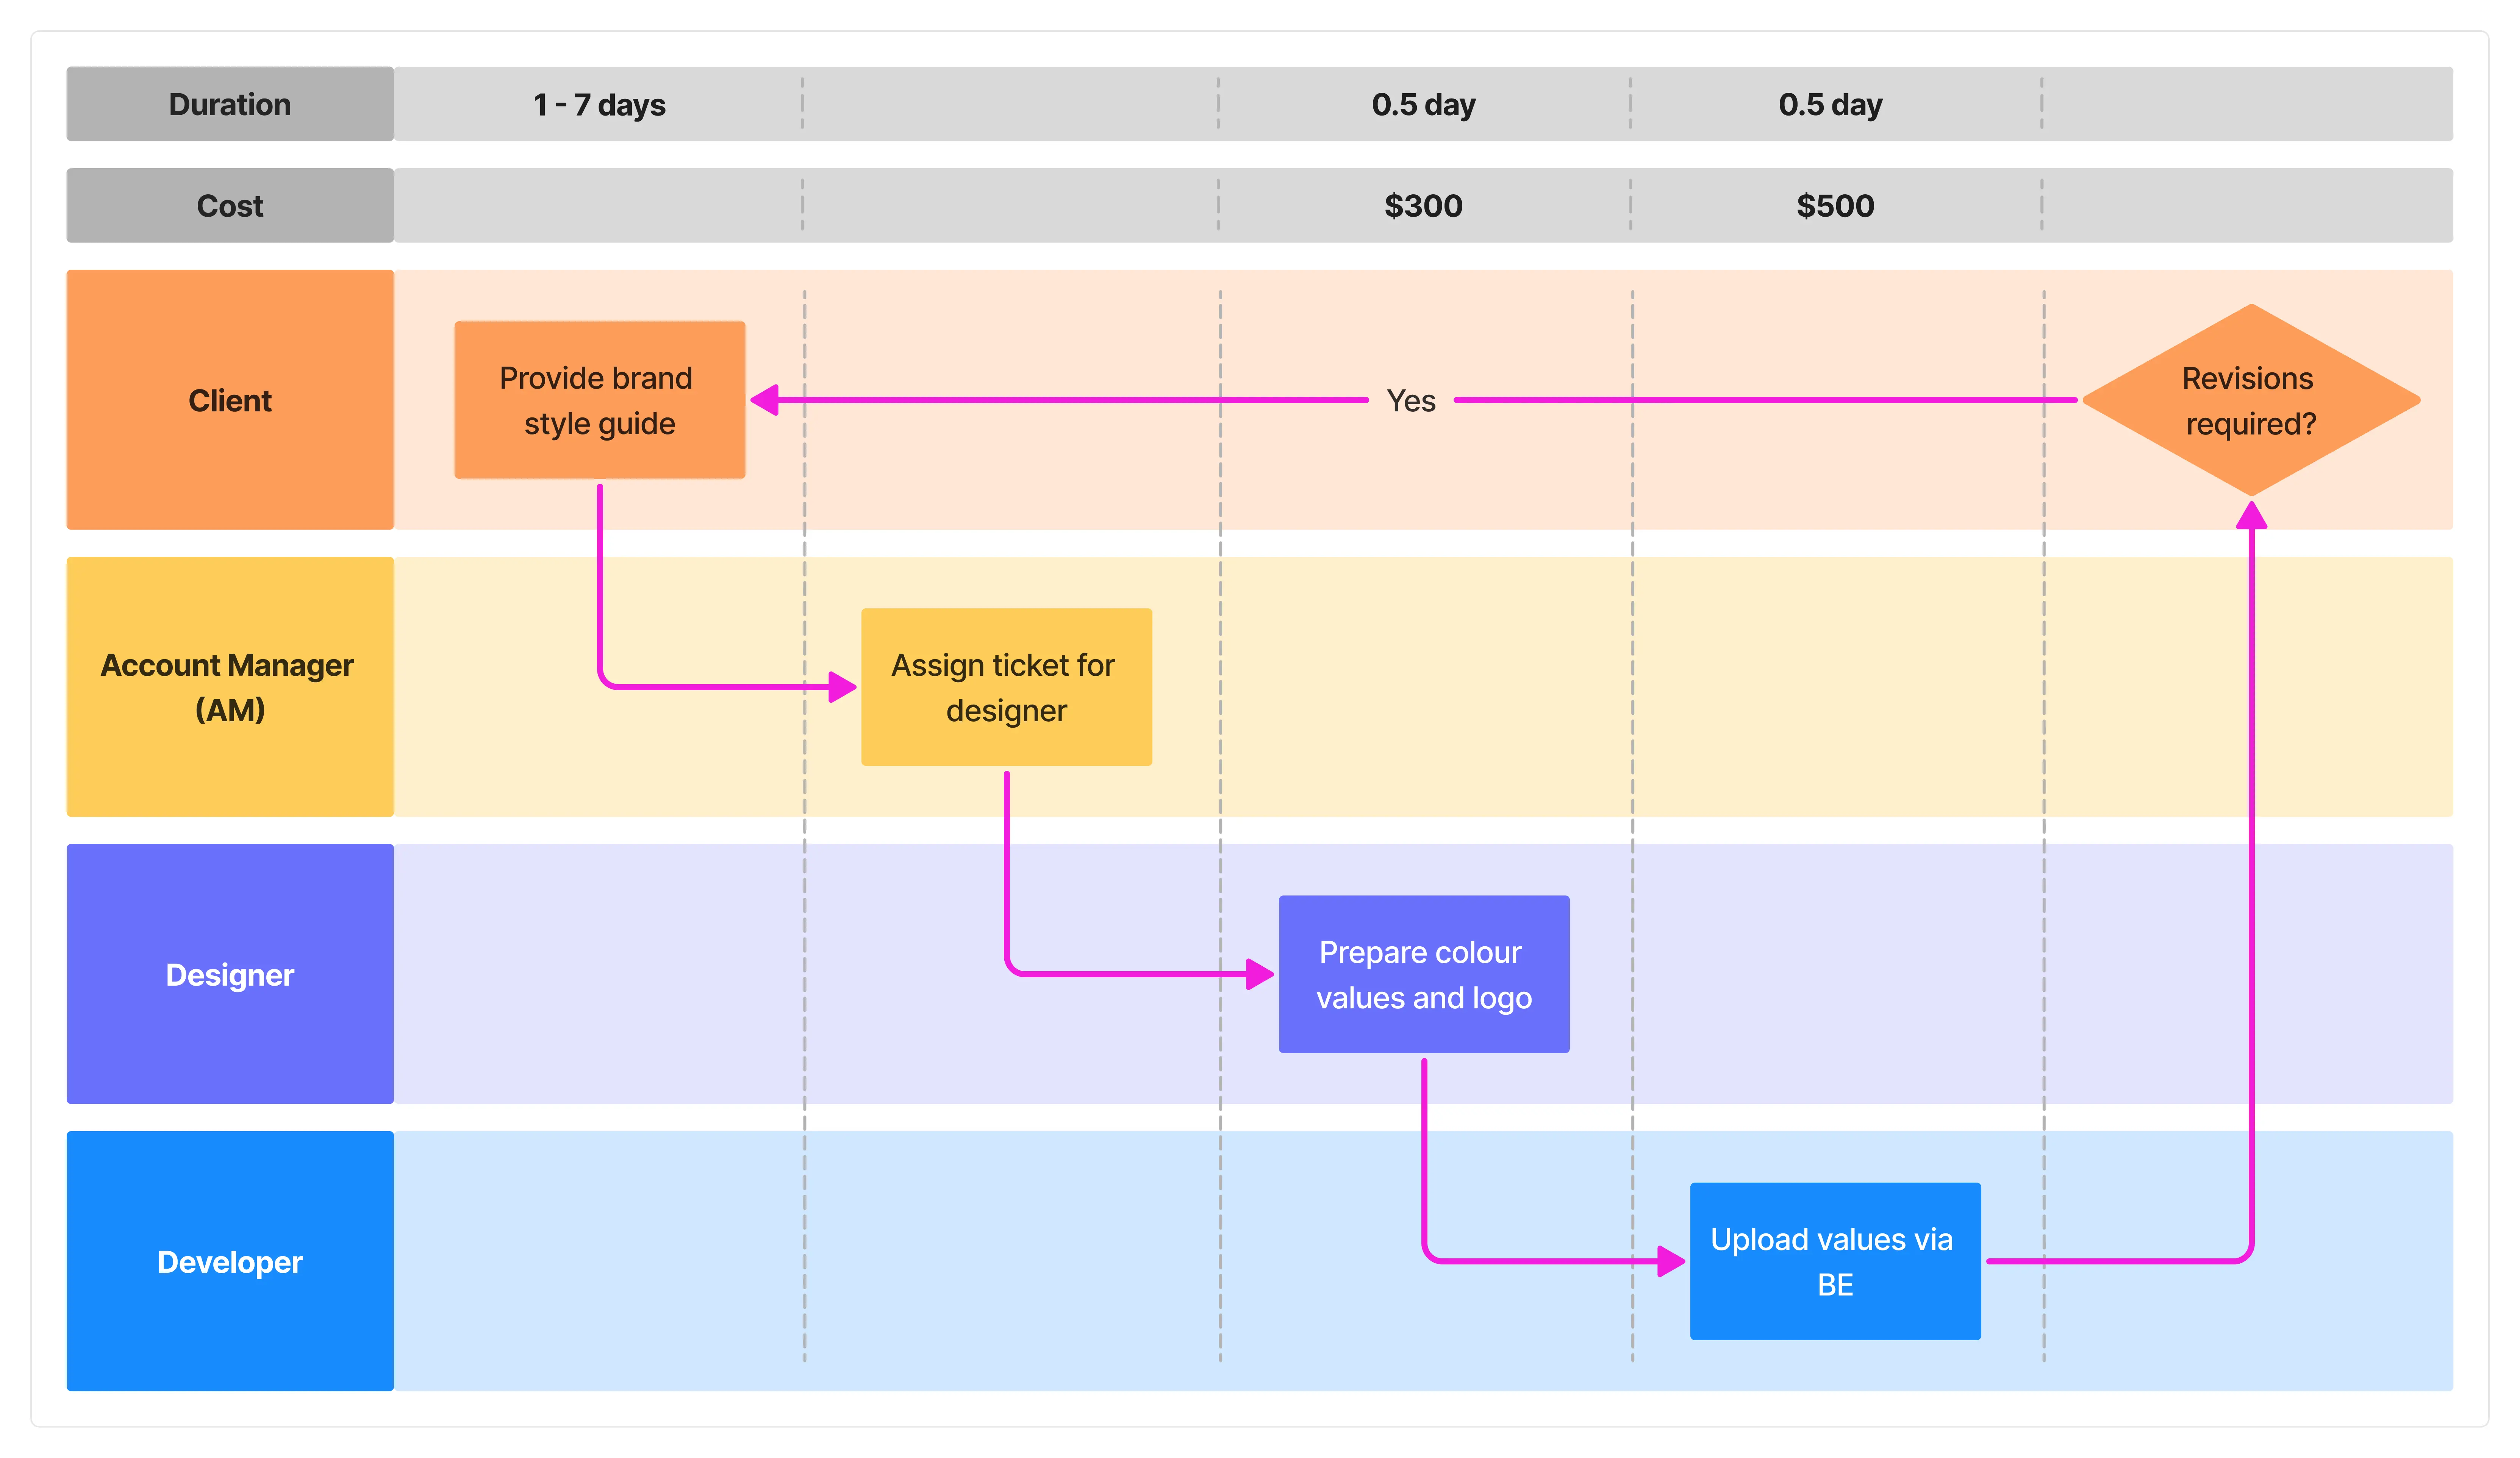 Duration
1 - 7 days
0.5 day
0.5 day
Cost
$300
$500
Client
Provide brand
style guide
Yes
Revisions
required?
Account Manager
(AM)
Assign ticket for
designer
Designer
Prepare colour
values and logo
Developer
Upload values via
BE